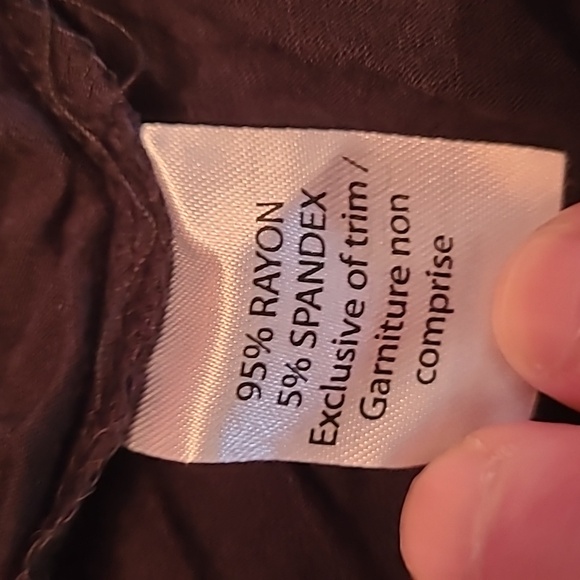 95% RAYON
5% SPANDEX
Exclusive of trim /
Garniture non
comprise